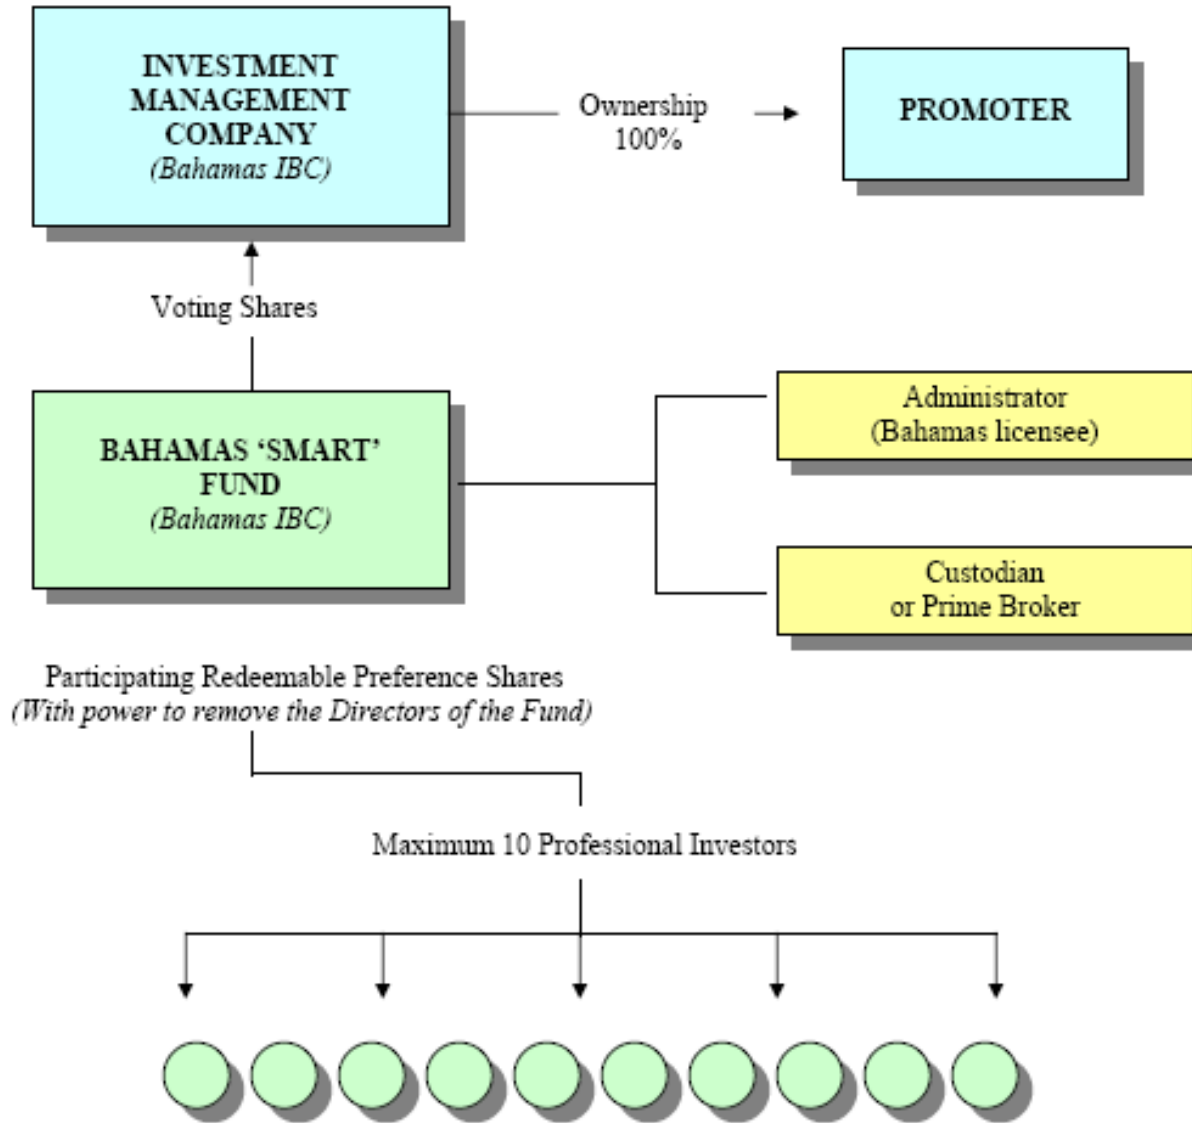 INVESTMENT
MANAGEMENT
COMPANY
(Bahamas IBC)
Ownership
100%
PROMOTER
Voting Shares
BAHAMAS ‘SMART’
FUND
(Bahamas IBC)
Administrator
(Bahamas licensee)
Custodian
or Prime Broker
Participating Redeemable Preference Shares
(With power to remove the Directors of the Fund)
Maximum 10 Professional Investors